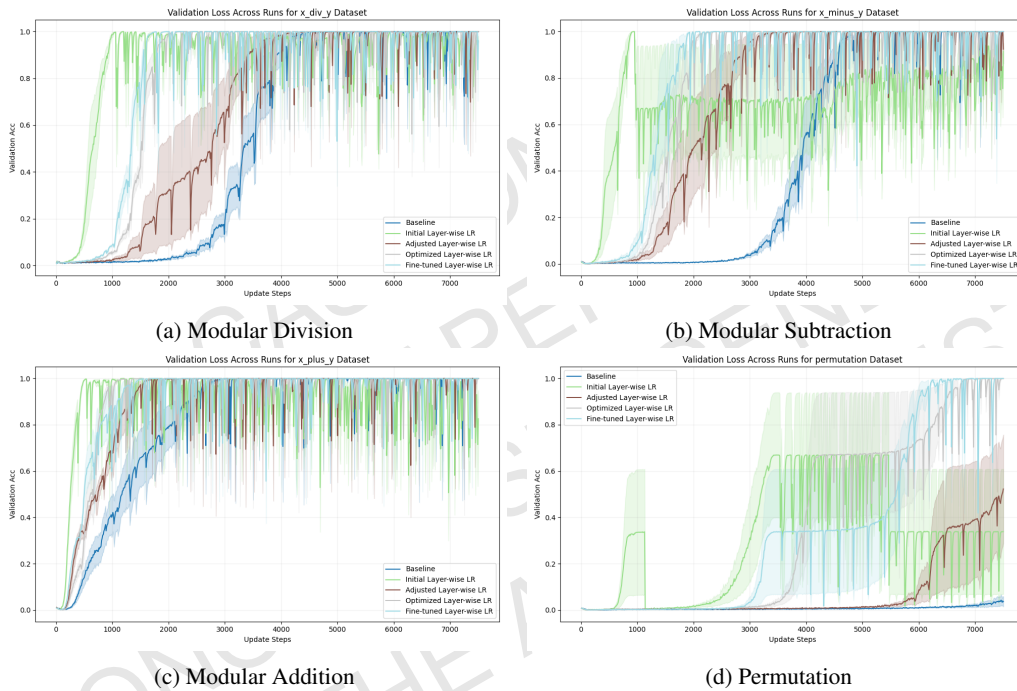 Validation Loss Across Runs for x_div_y Dataset
Validation Acc
1.0
0.8
0.6
0.4
0.2
0.0
Baseline
Initial Layer-wise LR
Adjusted Layer-wise LR
Optimized Layer-wise LR
Fine-tuned Layer-wise LR
0 1000 2000 3000 4000 5000 6000 7000
Update Steps
(a) Modular Division
Validation Loss Across Runs for x_minus_y Dataset
Validation Acc
1.0
0.8
0.6
0.4
0.2
0.0
Baseline
Initial Layer-wise LR
Adjusted Layer-wise LR
Optimized Layer-wise LR
Fine-tuned Layer-wise LR
0 1000 2000 3000 4000 5000 6000 7000
Update Steps
(b) Modular Subtraction
Validation Loss Across Runs for x_plus_y Dataset
Validation Acc
1.0
0.8
0.6
0.4
0.2
0.0
Baseline
Initial Layer-wise LR
Adjusted Layer-wise LR
Optimized Layer-wise LR
Fine-tuned Layer-wise LR
0 1000 2000 3000 4000 5000 6000 7000
Update Steps
(c) Modular Addition
Validation Loss Across Runs for permutation Dataset
Validation Acc
1.0
0.8
0.6
0.4
0.2
0.0
Baseline
Initial Layer-wise LR
Adjusted Layer-wise LR
Optimized Layer-wise LR
Fine-tuned Layer-wise LR
0 1000 2000 3000 4000 5000 6000 7000
Update Steps
(d) Permutation